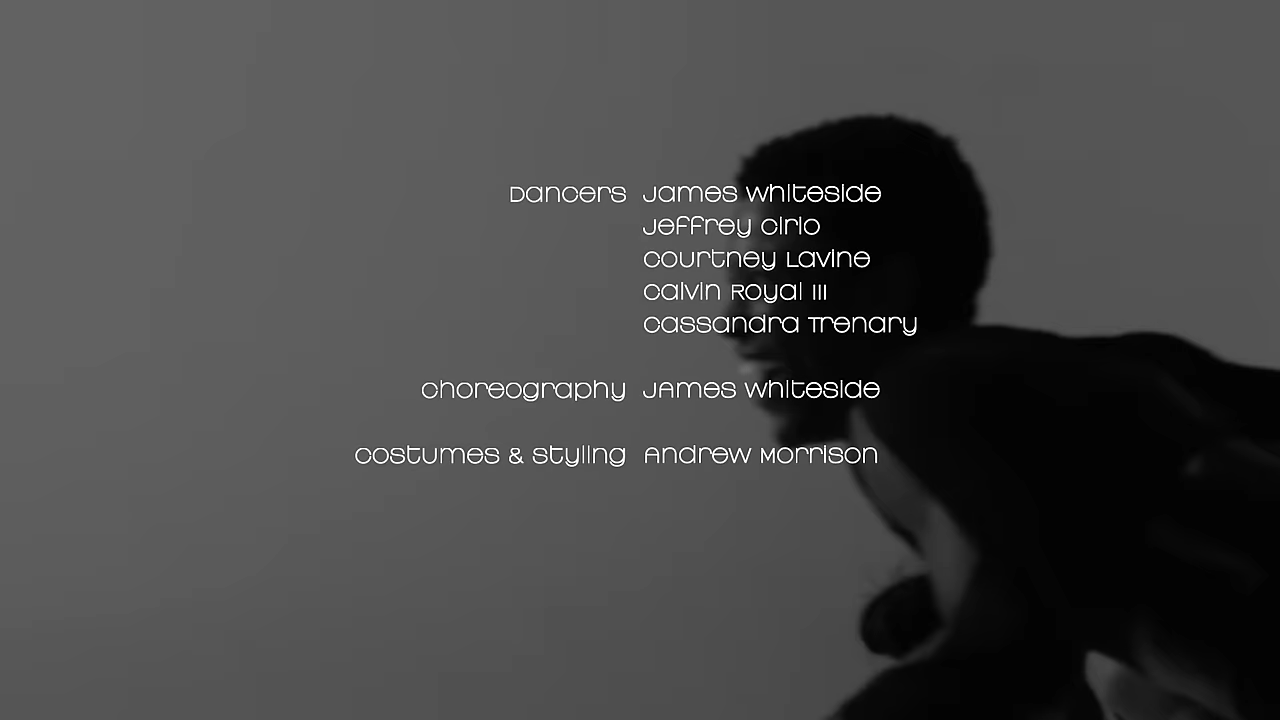 Dancers James Whiteside
Jeffrey Cirio
Courtney Lavine
Calvin Royal III
Cassandra Trenary
Choreography James Whiteside
Costumes & Styling Andrew Morrison